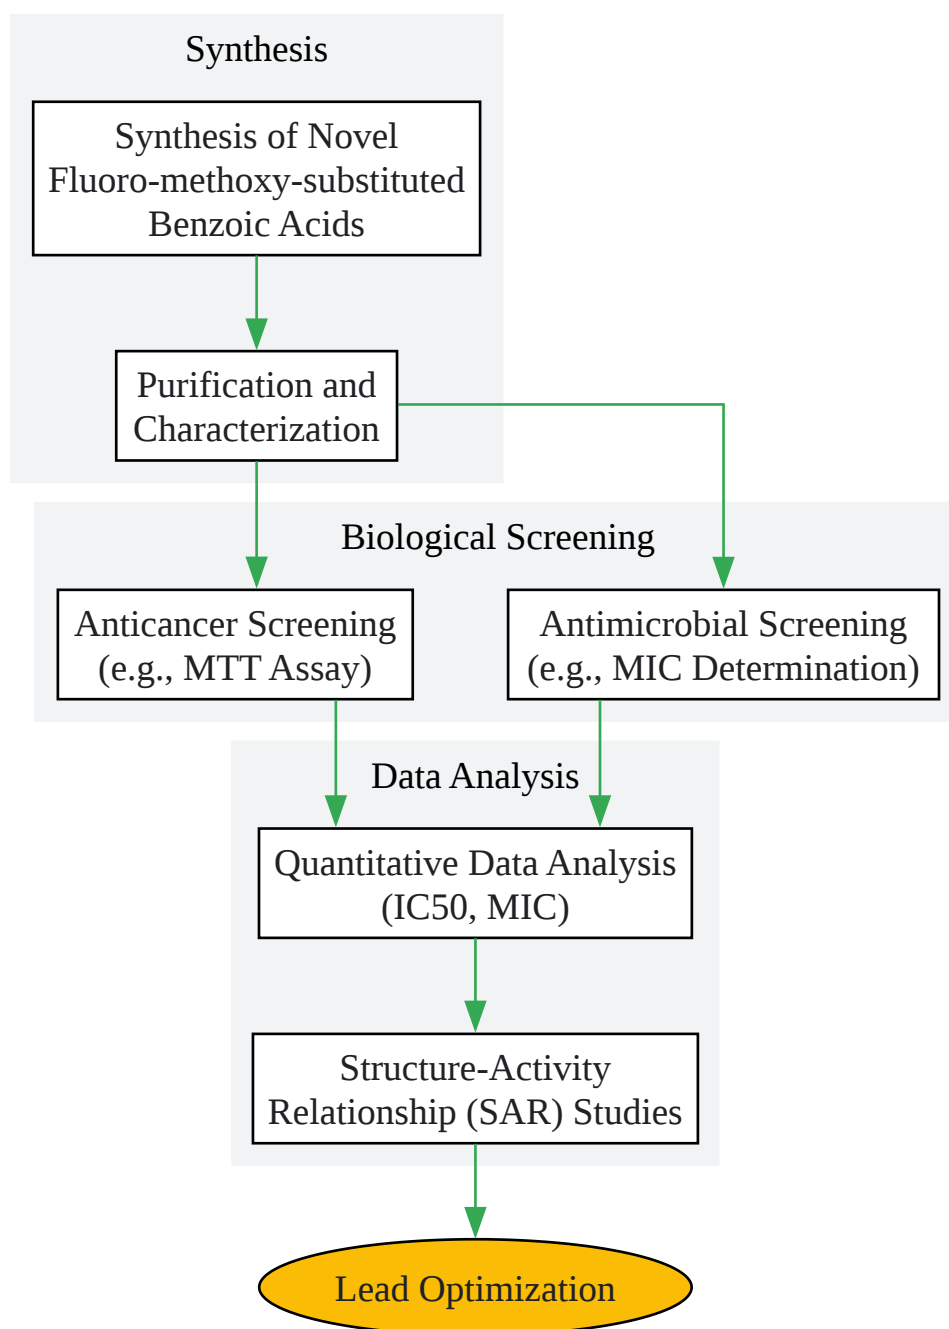 Synthesis
Synthesis of Novel
Fluoro-methoxy-substituted
Benzoic Acids
Purification and
Characterization
Biological Screening
Anticancer Screening
(e.g., MTT Assay)
Antimicrobial Screening
(e.g., MIC Determination)
Data Analysis
Quantitative Data Analysis
(IC50, MIC)
Structure-Activity
Relationship (SAR) Studies
Lead Optimization